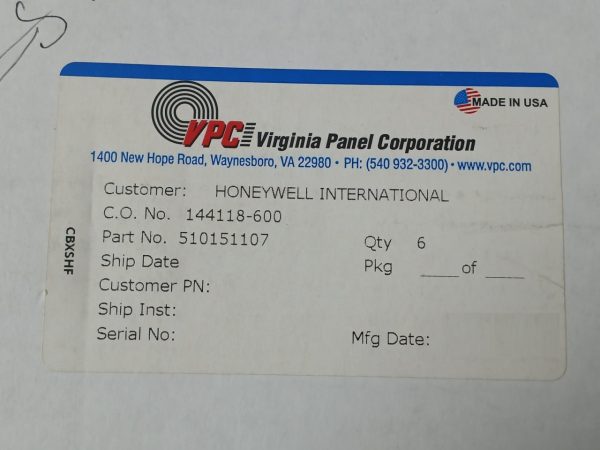 MADE IN USA
VPC Virginia Panel Corporation
1400 New Hope Road, Waynesboro, VA 22980 • PH: (540 932-3300) • www.vpc.com
Customer: HONEYWELL INTERNATIONAL
C.O. No. 144118-600
Part No. 510151107 Qty 6
Ship Date Pkg ____ of ____
Customer PN:
Ship Inst:
Serial No: Mfg Date:
CBXSHF